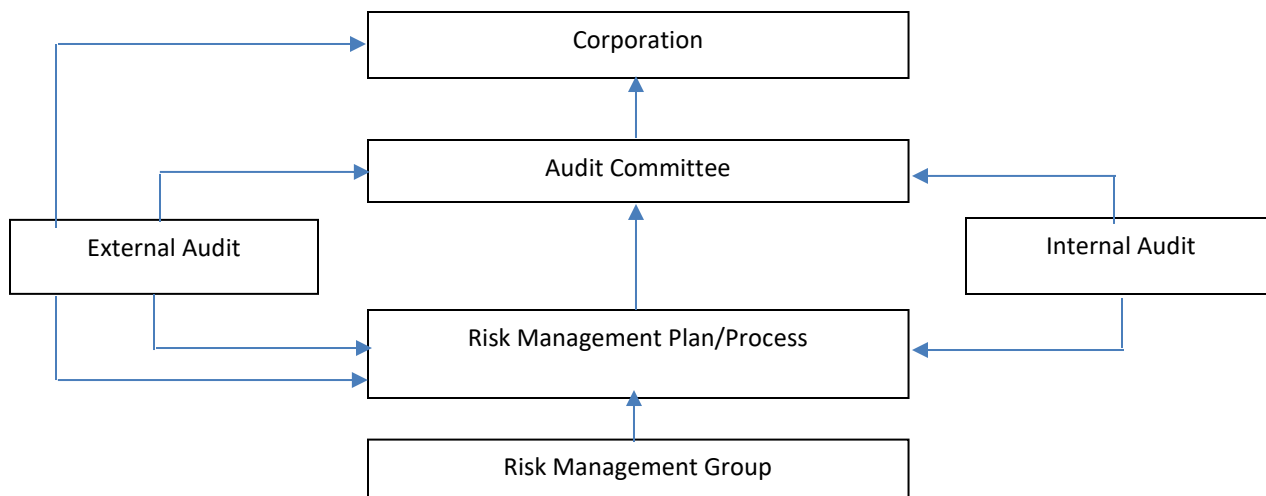 Corporation
Audit Committee
External Audit
Internal Audit
Risk Management Plan/Process
Risk Management Group